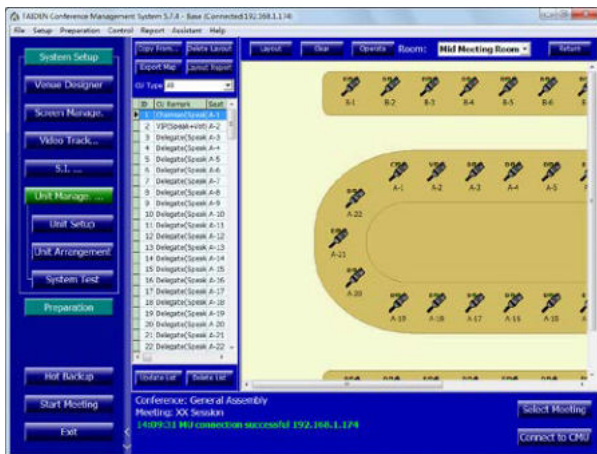 TAIDEN Conference Management System 5.7.4 - Base (Connected:192.168.1.174)
File Setup Preparation Control Report Assistant Help
System Setup
Venue Designer
Screen Manage.
Video Track...
S.I. ...
Unit Manage. ...
Unit Setup
Unit Arrangement
System Test
Preparation
Hot Backup
Start Meeting
Exit
Copy From... Delete Layout
Export Map Layout Report
CU Type All
ID CU Remark Seat
1 Chairman(Speak A-1
2 VIP(Speak+Vot A-2
3 Delegate(Speak A-3
4 Delegate(Speak A-4
5 Delegate(Speak A-5
6 Delegate(Speak A-6
7 Delegate(Speak A-7
8 Delegate(Speak A-8
9 Delegate(Speak A-9
10 Delegate(Speak A-10
11 Delegate(Speak A-11
12 Delegate(Speak A-12
13 Delegate(Speak A-13
14 Delegate(Speak A-14
15 Delegate(Speak A-15
16 Delegate(Speak A-16
17 Delegate(Speak A-17
18 Delegate(Speak A-18
19 Delegate(Speak A-19
20 Delegate(Speak A-20
21 Delegate(Speak A-21
22 Delegate(Speak A-22
Update List Delete List
Layout Clear Operate Room: Mid Meeting Room Return
B-1 B-2 B-3 B-4 B-5 B-6
A-1 A-2 A-3 A-4 A-5
A-22
A-21
A-20
A-19 A-18 A-17 A-16
Conference: General Assembly
Meeting: XX Session
14:09:31 MU connection successful 192.168.1.174
Select Meeting
Connect to CMU